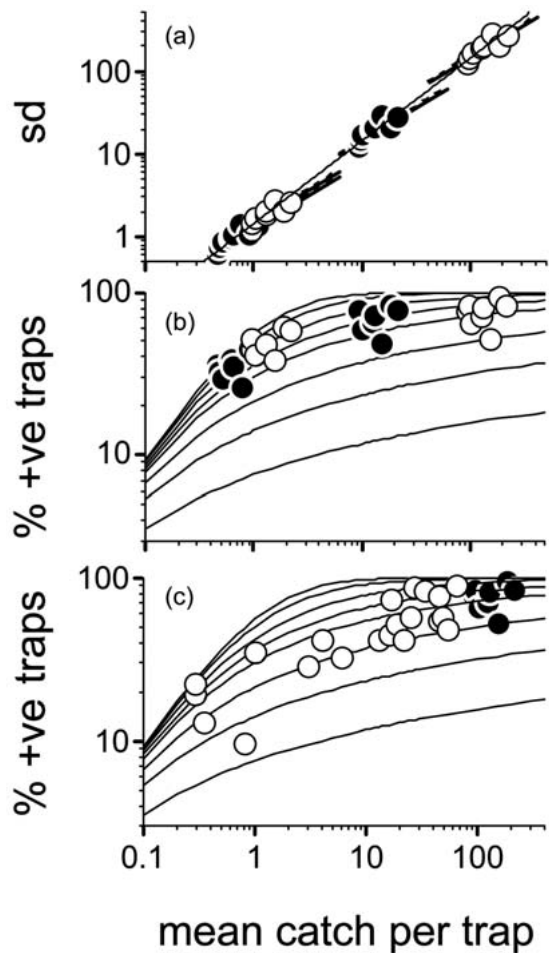 (a)
100
10
1
sd
(b)
100
10
% +ve traps
(c)
100
10
% +ve traps
0.1 1 10 100
mean catch per trap